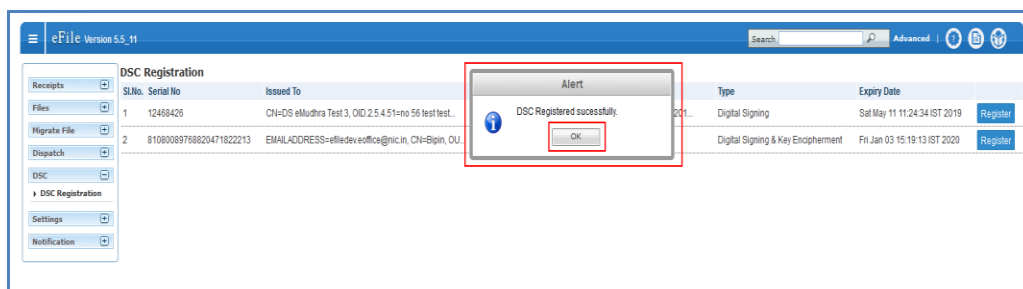 eFile Version 5.5_11
Search
Advanced |
Receipts
Files
Migrate File
Dispatch
DSC
DSC Registration
Settings
Notification
DSC Registration
Sl.No. Serial No Issued To Type Expiry Date
1 12468426 CN=DS eMudhra Test 3, OID.2.5.4.51=no 56 test test... 201... Digital Signing Sat May 11 11:24:34 IST 2019 Register
2 8108008976882047182​2213 EMAILADDRESS=efiledev.eoffice@nic.in, CN=Bipin, OU... Digital Signing & Key Encipherment Fri Jan 03 15:19:13 IST 2020 Register
Alert
DSC Registered sucessfully.
OK